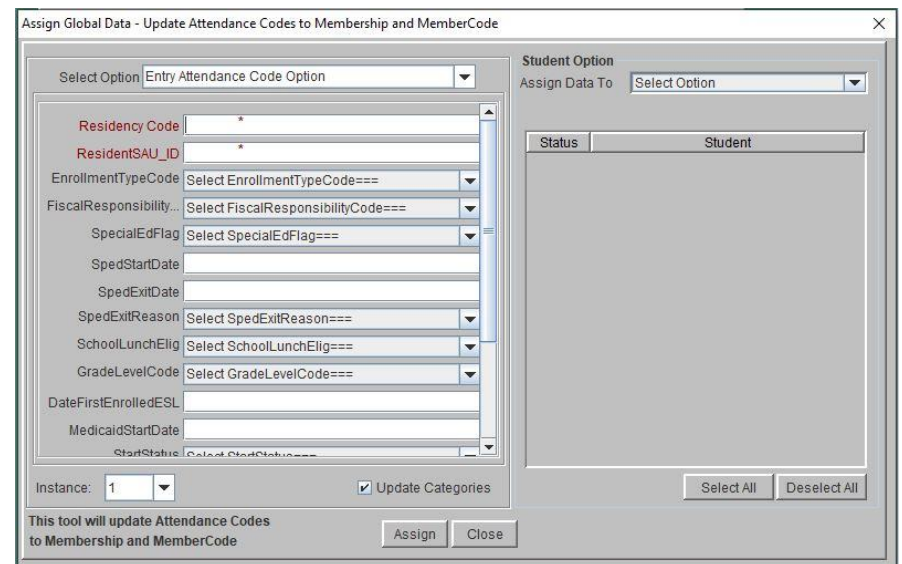 Assign Global Data - Update Attendance Codes to Membership and MemberCode
Select Option Entry Attendance Code Option
Residency Code *
ResidentSAU_ID *
EnrollmentTypeCode Select EnrollmentTypeCode===
FiscalResponsibility... Select FiscalResponsibilityCode===
SpecialEdFlag Select SpecialEdFlag===
SpedStartDate
SpedExitDate
SpedExitReason Select SpedExitReason===
SchoolLunchElig Select SchoolLunchElig===
GradeLevelCode Select GradeLevelCode===
DateFirstEnrolledESL
MedicaidStartDate
StartStatus Select StartStatus===
Instance: 1 Update Categories
This tool will update Attendance Codes
to Membership and MemberCode
Assign Close
Student Option
Assign Data To Select Option
Status Student
Select All Deselect All